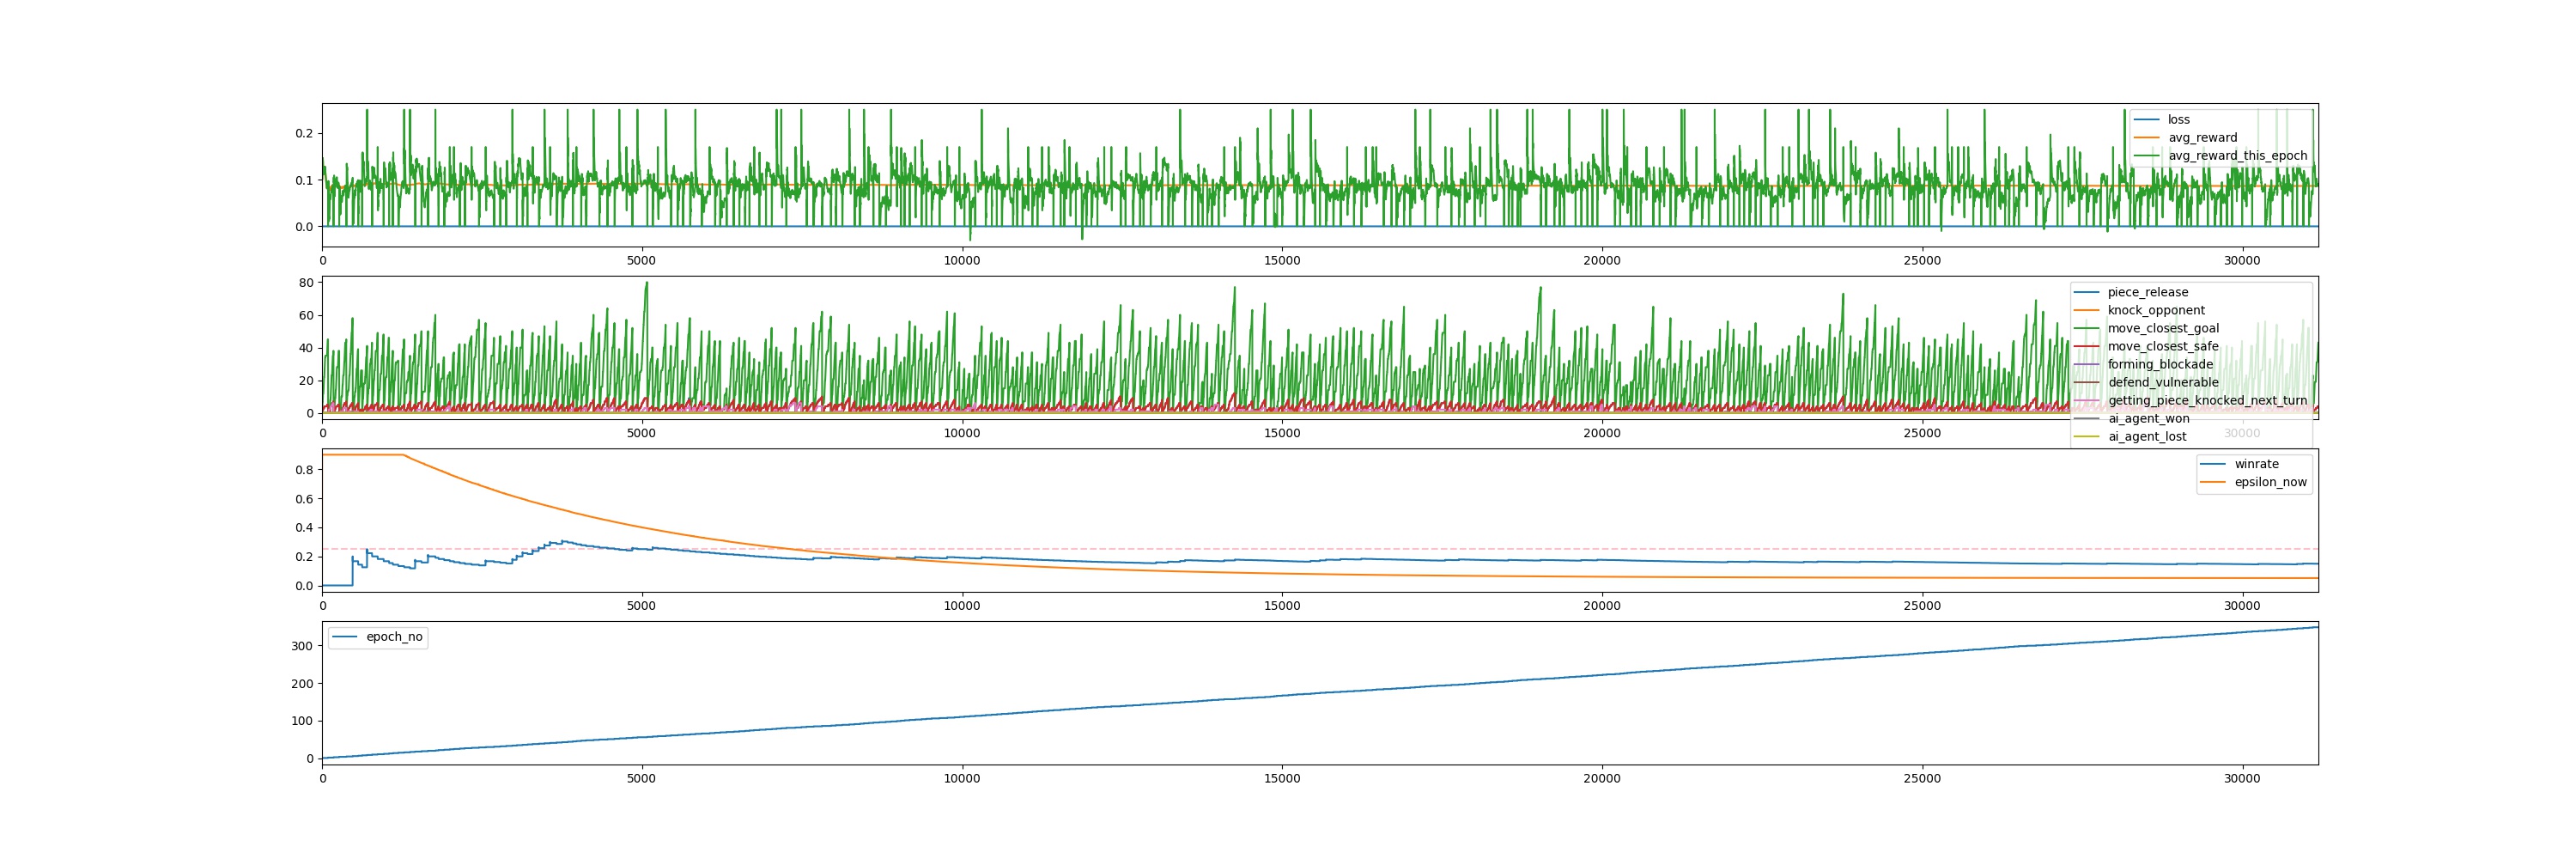 0.2
0.1
0.0
loss
avg_reward
avg_reward_this_epoch
0 5000 10000 15000 20000 25000 30000
80
60
40
20
0
piece_release
knock_opponent
move_closest_goal
move_closest_safe
forming_blockade
defend_vulnerable
getting_piece_knocked_next_turn
ai_agent_won
ai_agent_lost
0 5000 10000 15000 20000 25000 30000
0.8
0.6
0.4
0.2
0.0
winrate
epsilon_now
0 5000 10000 15000 20000 25000 30000
300
200
100
0
epoch_no
0 5000 10000 15000 20000 25000 30000